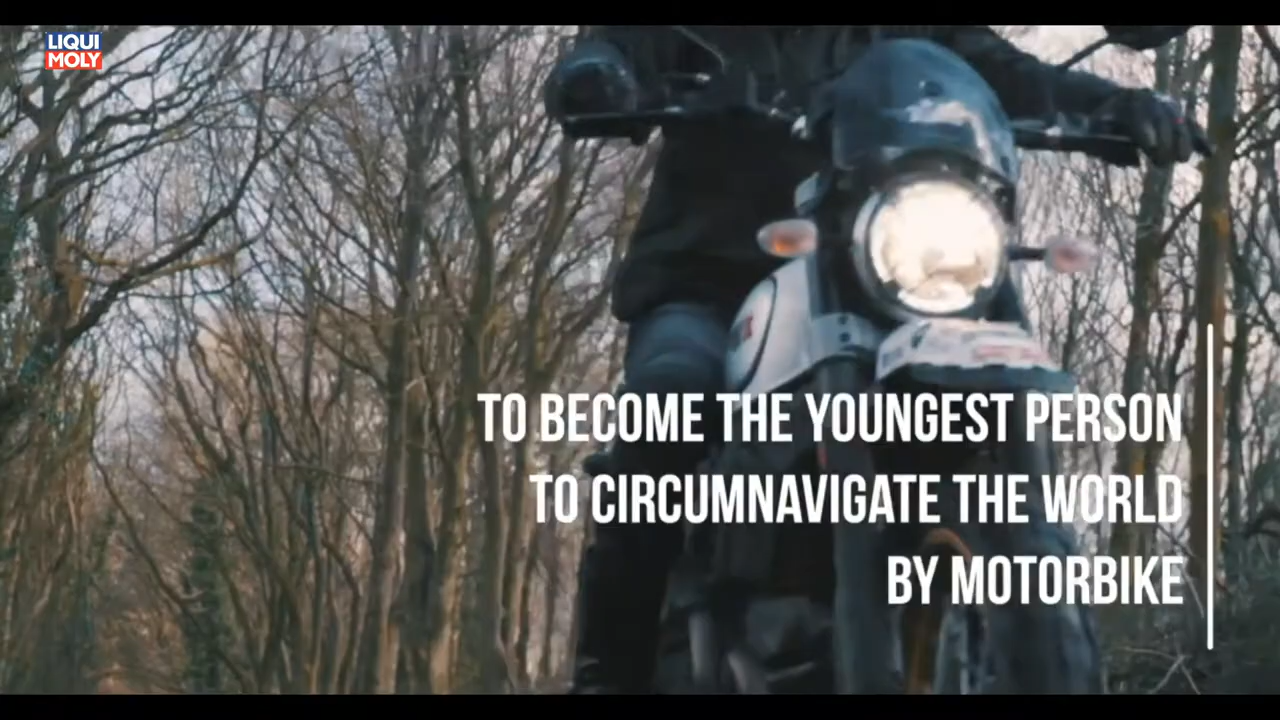 LIQUI
MOLY
TO BECOME THE YOUNGEST PERSON
TO CIRCUMNAVIGATE THE WORLD
BY MOTORBIKE